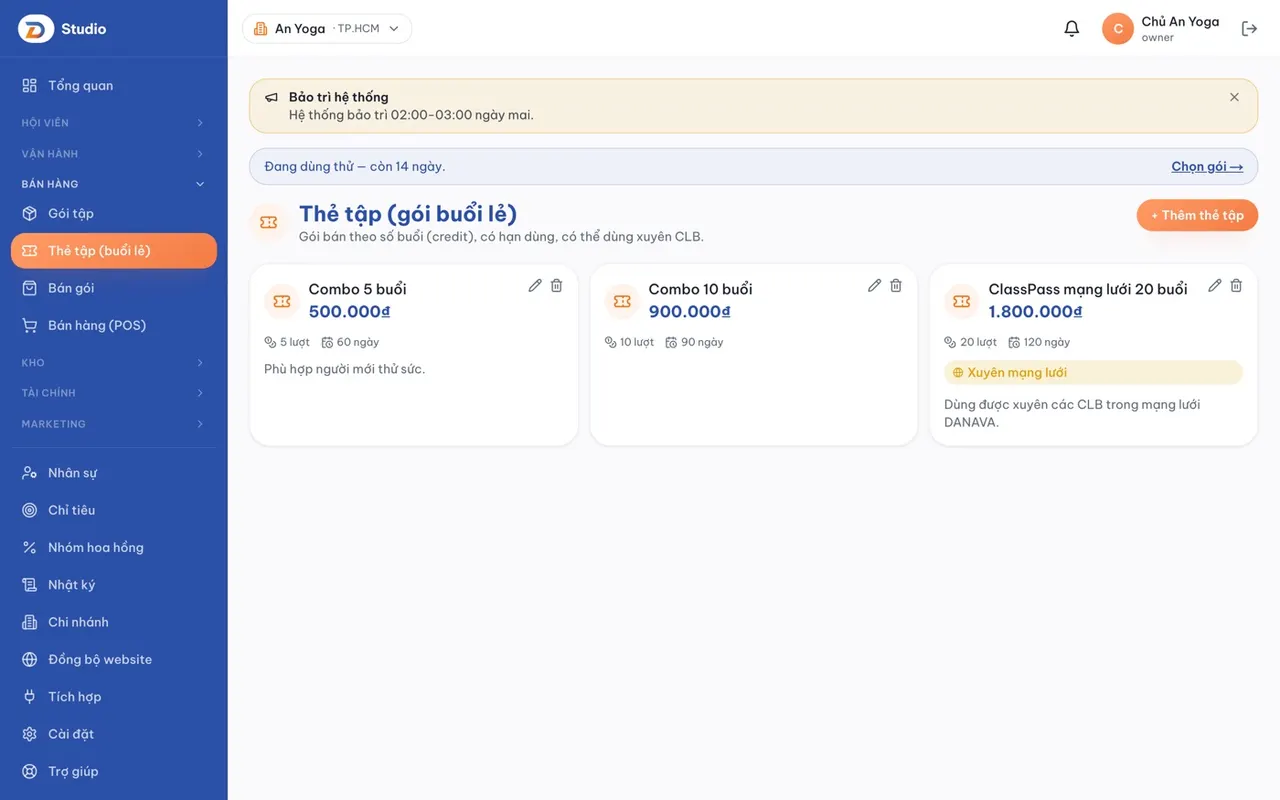 Studio
An Yoga · TP.HCM
C
Chủ An Yoga
owner
Tổng quan
HỘI VIÊN
VẬN HÀNH
BÁN HÀNG
Gói tập
Thẻ tập (buổi lẻ)
Bán gói
Bán hàng (POS)
KHO
TÀI CHÍNH
MARKETING
Nhân sự
Chỉ tiêu
Nhóm hoa hồng
Nhật ký
Chi nhánh
Đồng bộ website
Tích hợp
Cài đặt
Trợ giúp
Bảo trì hệ thống
Hệ thống bảo trì 02:00-03:00 ngày mai.
Đang dùng thử — còn 14 ngày.
Chọn gói →
Thẻ tập (gói buổi lẻ)
Gói bán theo số buổi (credit), có hạn dùng, có thể dùng xuyên CLB.
+ Thêm thẻ tập
Combo 5 buổi
500.000₫
5 lượt 60 ngày
Phù hợp người mới thử sức.
Combo 10 buổi
900.000₫
10 lượt 90 ngày
ClassPass mạng lưới 20 buổi
1.800.000₫
20 lượt 120 ngày
Xuyên mạng lưới
Dùng được xuyên các CLB trong mạng lưới
DANAVA.